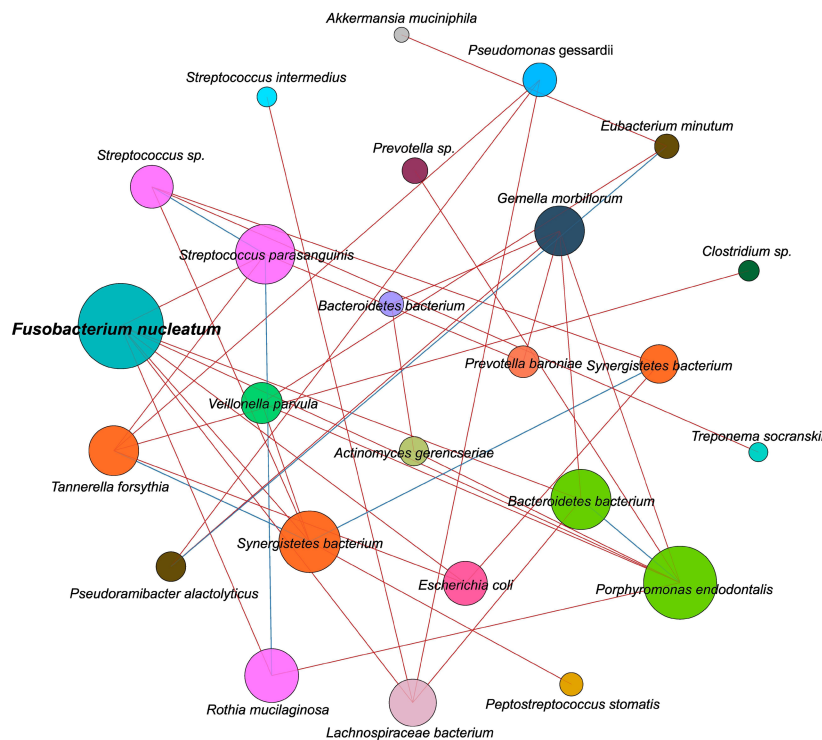 Akkermansia muciniphila
Pseudomonas gessardii
Streptococcus intermedius
Eubacterium minutum
Streptococcus sp.
Prevotella sp.
Gemella morbillorum
Streptococcus parasanguinis
Clostridium sp.
Bacteroidetes bacterium
Fusobacterium nucleatum
Prevotella baroniae
Synergistetes bacterium
Veillonella parvula
Treponema socranskii
Actinomyces gerencseriae
Tannerella forsythia
Bacteroidetes bacterium
Synergistetes bacterium
Escherichia coli
Porphyromonas endodontalis
Pseudoramibacter alactolyticus
Rothia mucilaginosa
Peptostreptococcus stomatis
Lachnospiraceae bacterium